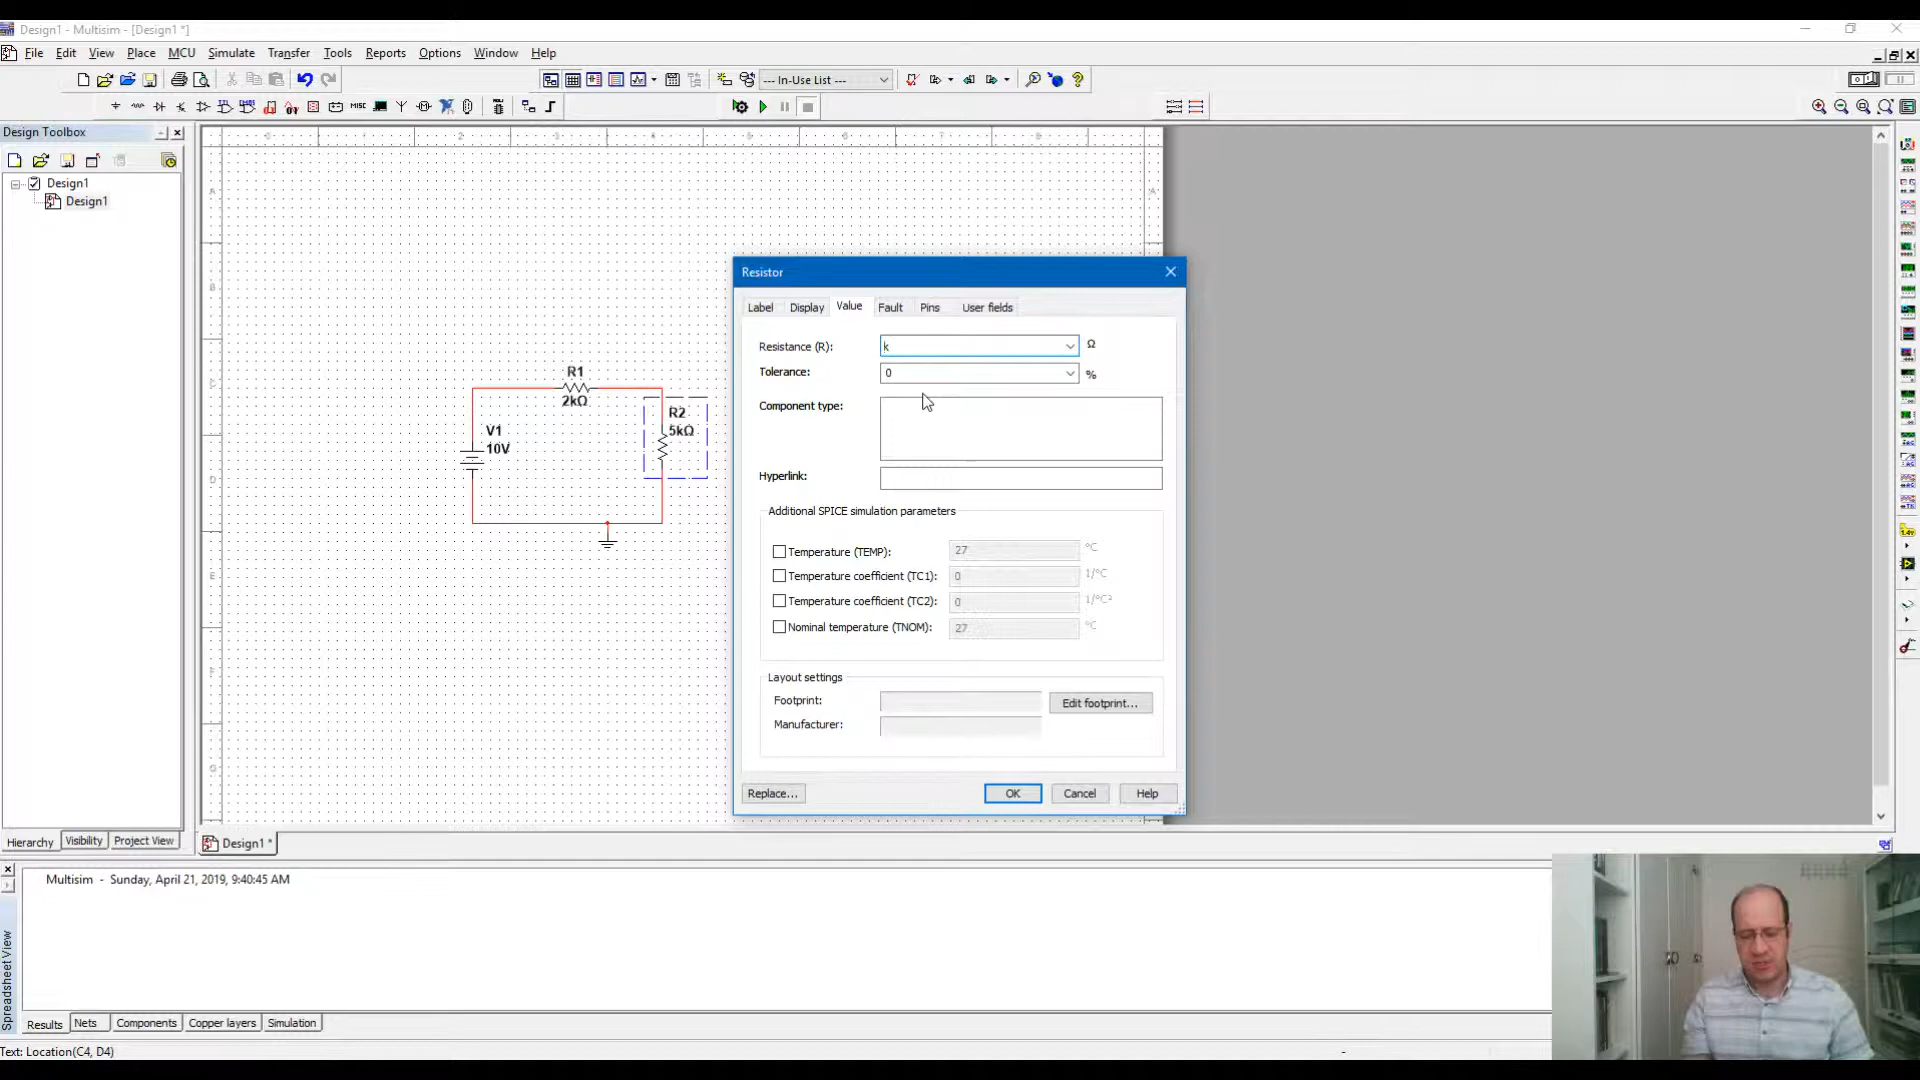 Design1 - Multisim - [Design1 *]
File Edit View Place MCU Simulate Transfer Tools Reports Options Window Help
--- In-Use List ---
Design Toolbox
Design1
Design1
R1
2kΩ
R2
5kΩ
V1
10V
Resistor
Label Display Value Fault Pins User fields
Resistance (R): k Ω
Tolerance: 0 %
Component type:
Hyperlink:
Additional SPICE simulation parameters
Temperature (TEMP): 27 °C
Temperature coefficient (TC1): 0 1/°C
Temperature coefficient (TC2): 0 1/°C²
Nominal temperature (TNOM): 27 °C
Layout settings
Footprint: Edit footprint...
Manufacturer:
Replace... OK Cancel Help
Hierarchy Visibility Project View
Design1 *
Multisim - Sunday, April 21, 2019, 9:40:45 AM
Spreadsheet View
Results Nets Components Copper layers Simulation
Text: Location(C4, D4)
-